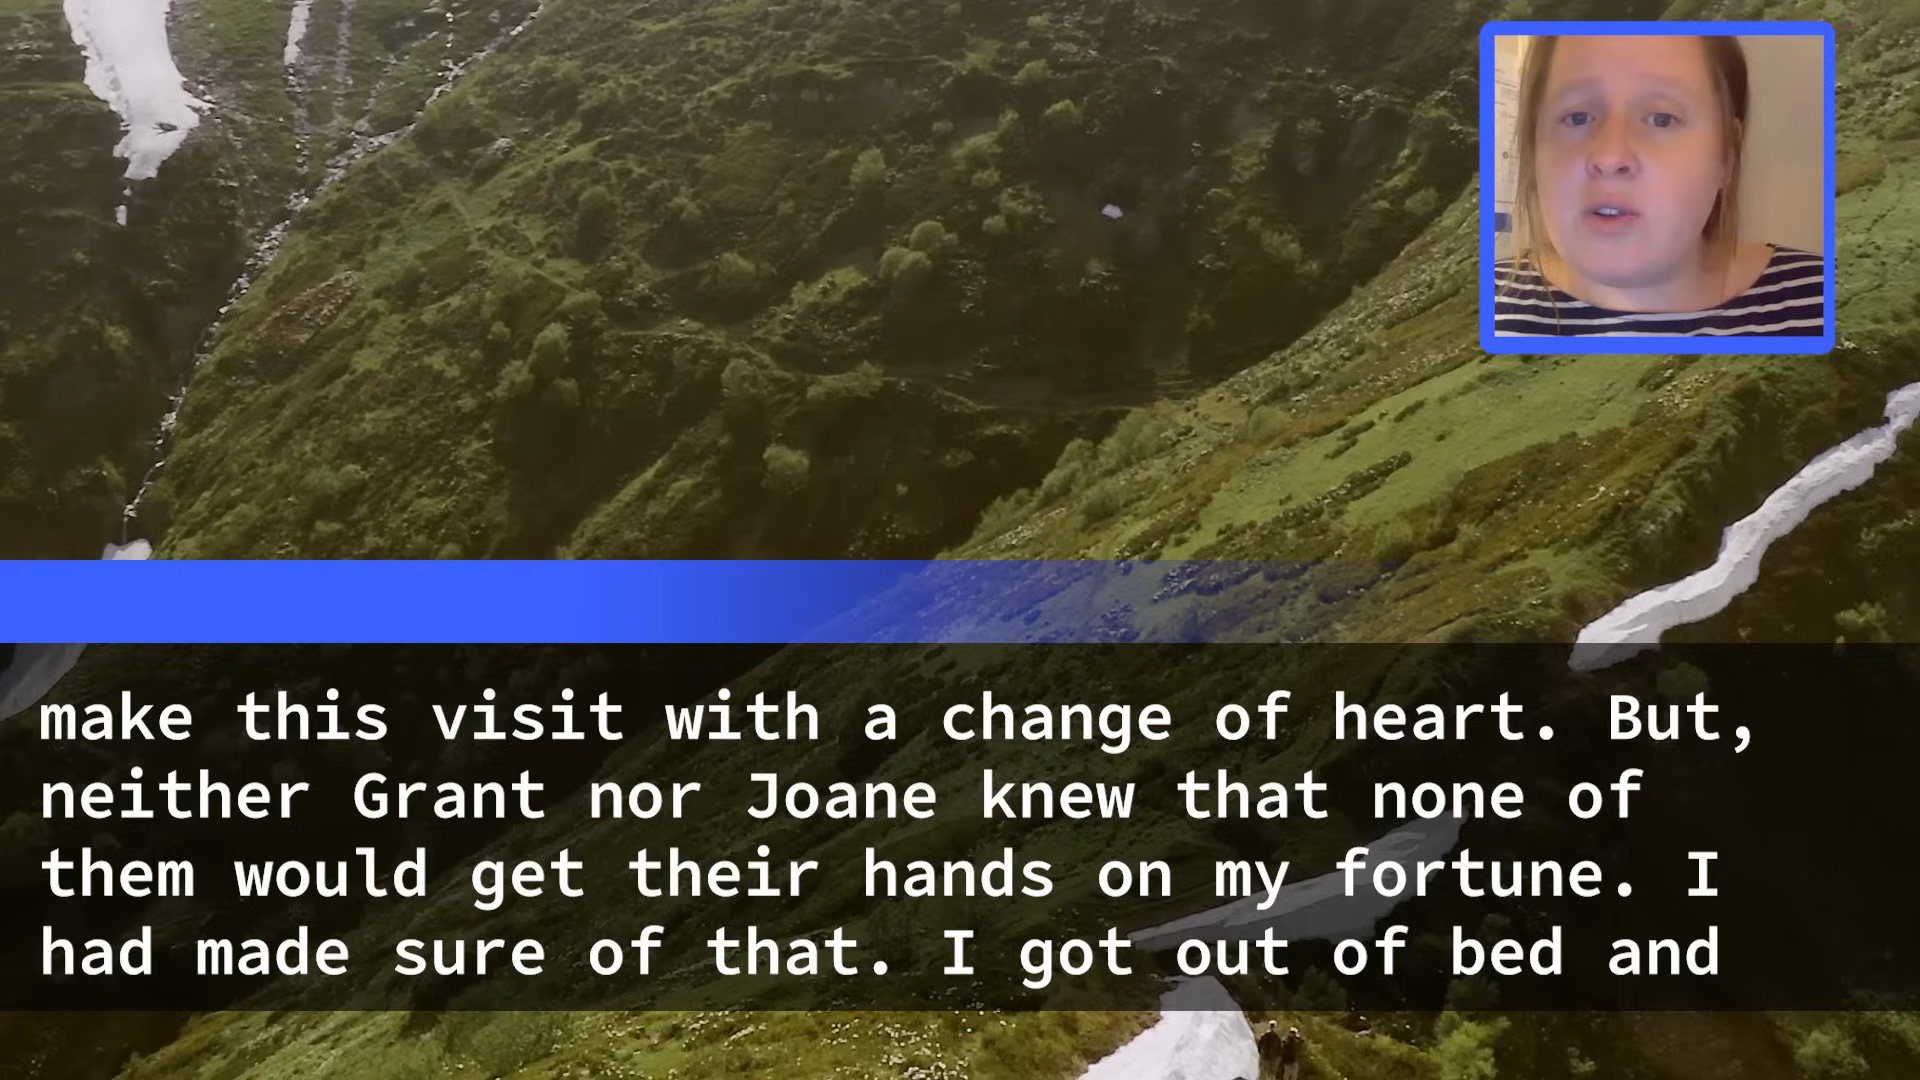 make this visit with a change of heart. But,
neither Grant nor Joane knew that none of
them would get their hands on my fortune. I
had made sure of that. I got out of bed and